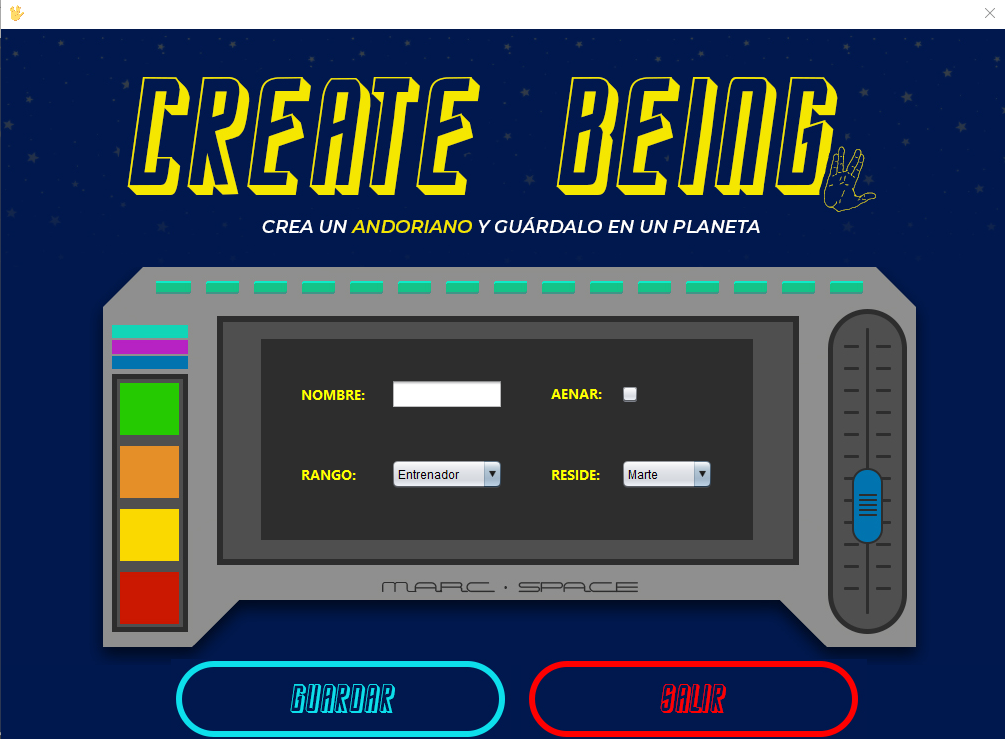 CREATE BEING
CREA UN ANDORIANO Y GUÁRDALO EN UN PLANETA
NOMBRE: AENAR:
RANGO: Entrenador RESIDE: Marte
MARC · SPACE
GUARDAR SALIR